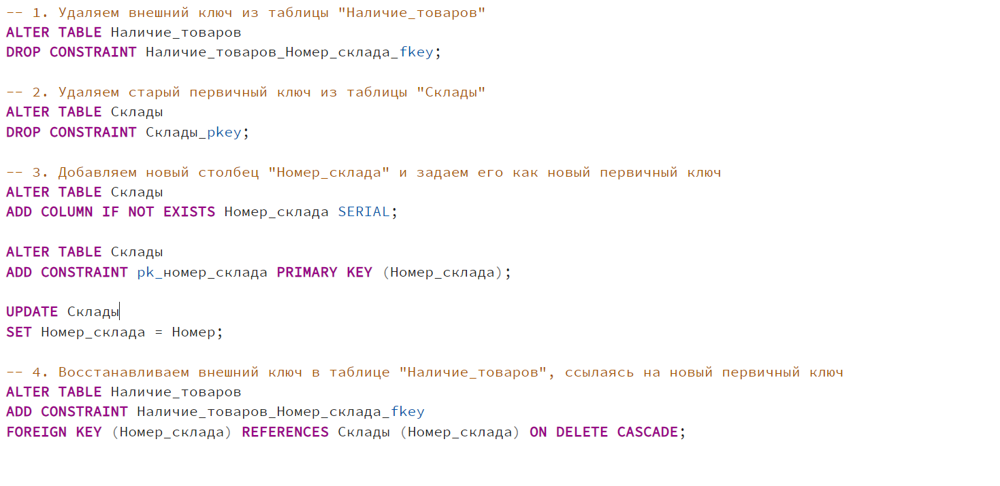 -- 1. Удаляем внешний ключ из таблицы "Наличие_товаров"
ALTER TABLE Наличие_товаров
DROP CONSTRAINT Наличие_товаров_Номер_склада_fkey;
-- 2. Удаляем старый первичный ключ из таблицы "Склады"
ALTER TABLE Склады
DROP CONSTRAINT Склады_pkey;
-- 3. Добавляем новый столбец "Номер_склада" и задаем его как новый первичный ключ
ALTER TABLE Склады
ADD COLUMN IF NOT EXISTS Номер_склада SERIAL;
ALTER TABLE Склады
ADD CONSTRAINT pk_номер_склада PRIMARY KEY (Номер_склада);
UPDATE Склады
SET Номер_склада = Номер;
-- 4. Восстанавливаем внешний ключ в таблице "Наличие_товаров", ссылаясь на новый первичный ключ
ALTER TABLE Наличие_товаров
ADD CONSTRAINT Наличие_товаров_Номер_склада_fkey
FOREIGN KEY (Номер_склада) REFERENCES Склады (Номер_склада) ON DELETE CASCADE;